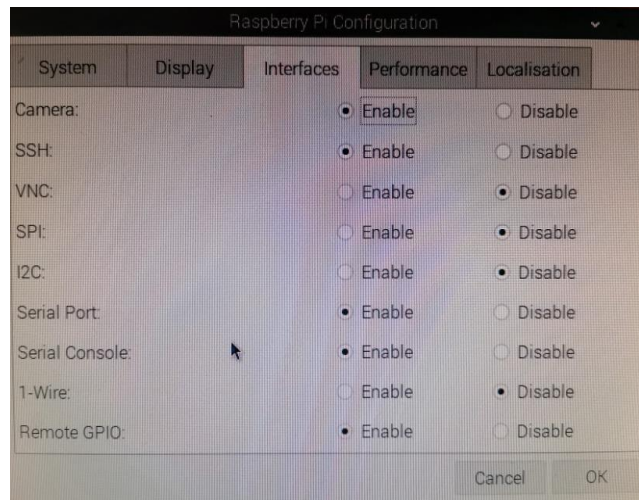 Raspberry Pi Configuration
System Display Interfaces Performance Localisation
Camera: Enable Disable
SSH: Enable Disable
VNC: Enable Disable
SPI: Enable Disable
I2C: Enable Disable
Serial Port: Enable Disable
Serial Console: Enable Disable
1-Wire: Enable Disable
Remote GPIO: Enable Disable
Cancel OK